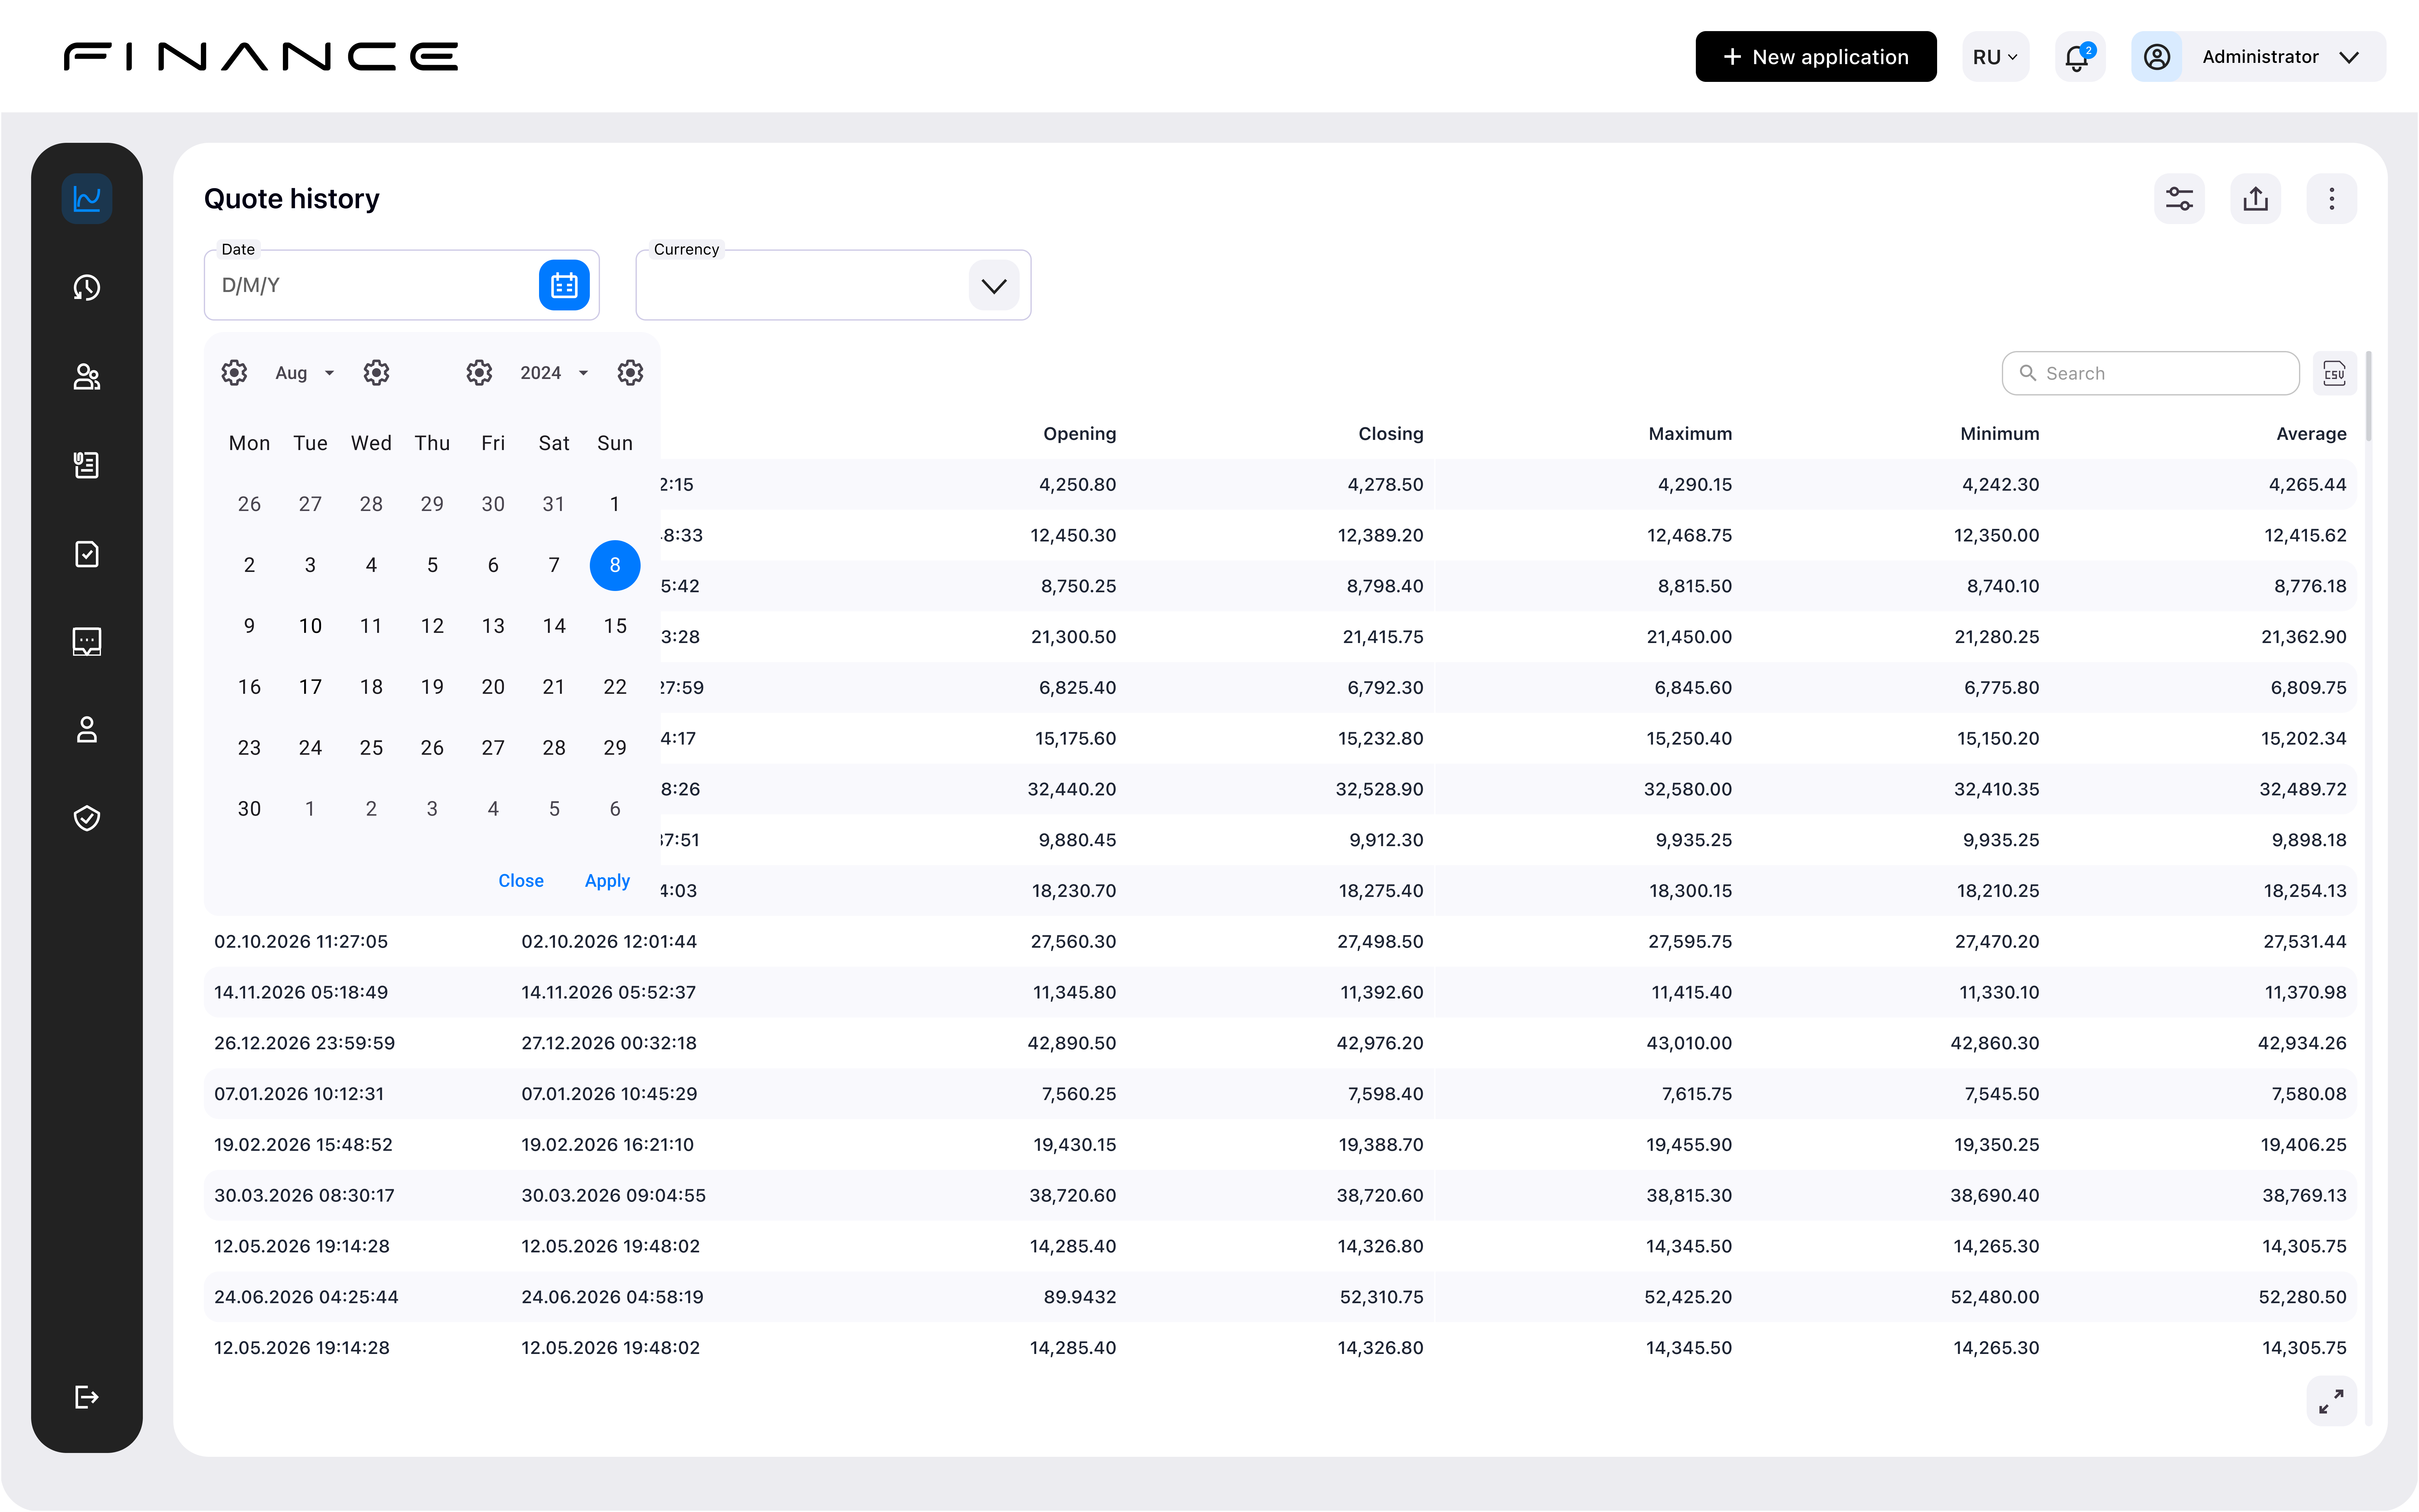 FINANCE
+ New application
RU
2
Administrator
Quote history
Date
D/M/Y
Currency
Aug 2024
Search
CSV
Mon Tue Wed Thu Fri Sat Sun
Opening Closing Maximum Minimum Average
26 27 28 29 30 31 1
2:15 4,250.80 4,278.50 4,290.15 4,242.30 4,265.44
2 3 4 5 6 7 8
8:33 12,450.30 12,389.20 12,468.75 12,350.00 12,415.62
5:42 8,750.25 8,798.40 8,815.50 8,740.10 8,776.18
9 10 11 12 13 14 15
3:28 21,300.50 21,415.75 21,450.00 21,280.25 21,362.90
16 17 18 19 20 21 22
27:59 6,825.40 6,792.30 6,845.60 6,775.80 6,809.75
23 24 25 26 27 28 29
4:17 15,175.60 15,232.80 15,250.40 15,150.20 15,202.34
8:26 32,440.20 32,528.90 32,580.00 32,410.35 32,489.72
30 1 2 3 4 5 6
37:51 9,880.45 9,912.30 9,935.25 9,935.25 9,898.18
Close Apply
4:03 18,230.70 18,275.40 18,300.15 18,210.25 18,254.13
02.10.2026 11:27:05 02.10.2026 12:01:44 27,560.30 27,498.50 27,595.75 27,470.20 27,531.44
14.11.2026 05:18:49 14.11.2026 05:52:37 11,345.80 11,392.60 11,415.40 11,330.10 11,370.98
26.12.2026 23:59:59 27.12.2026 00:32:18 42,890.50 42,976.20 43,010.00 42,860.30 42,934.26
07.01.2026 10:12:31 07.01.2026 10:45:29 7,560.25 7,598.40 7,615.75 7,545.50 7,580.08
19.02.2026 15:48:52 19.02.2026 16:21:10 19,430.15 19,388.70 19,455.90 19,350.25 19,406.25
30.03.2026 08:30:17 30.03.2026 09:04:55 38,720.60 38,720.60 38,815.30 38,690.40 38,769.13
12.05.2026 19:14:28 12.05.2026 19:48:02 14,285.40 14,326.80 14,345.50 14,265.30 14,305.75
24.06.2026 04:25:44 24.06.2026 04:58:19 89.9432 52,310.75 52,425.20 52,480.00 52,280.50
12.05.2026 19:14:28 12.05.2026 19:48:02 14,285.40 14,326.80 14,345.50 14,265.30 14,305.75